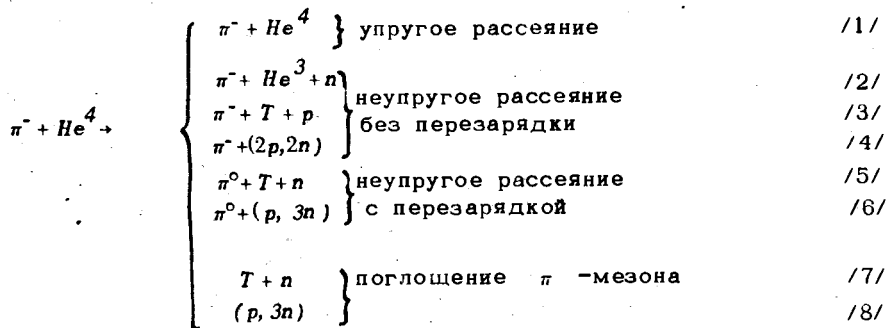 π⁻ + He⁴ } упругое рассеяние /1/
π⁻ + He³ + n } неупругое рассеяние /2/
π⁻ + He⁴ → π⁻ + T + p } без перезарядки /3/
π⁻ + (2p, 2n) /4/
π° + T + n } неупругое рассеяние /5/
π° + (p, 3n) } с перезарядкой /6/
T + n } поглощение π -мезона /7/
(p, 3n) /8/